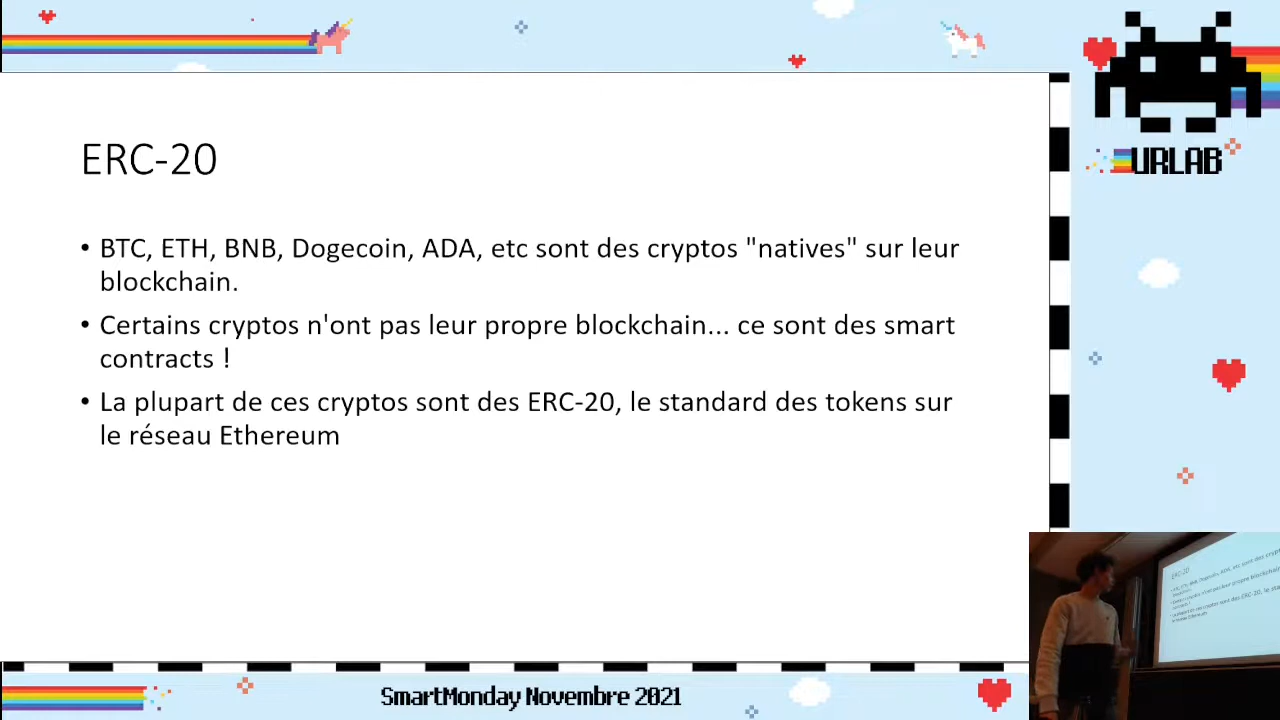 URLAB
ERC-20
• BTC, ETH, BNB, Dogecoin, ADA, etc sont des cryptos "natives" sur leur
blockchain.
• Certains cryptos n'ont pas leur propre blockchain... ce sont des smart
contracts !
• La plupart de ces cryptos sont des ERC-20, le standard des tokens sur
le réseau Ethereum
SmartMonday Novembre 2021